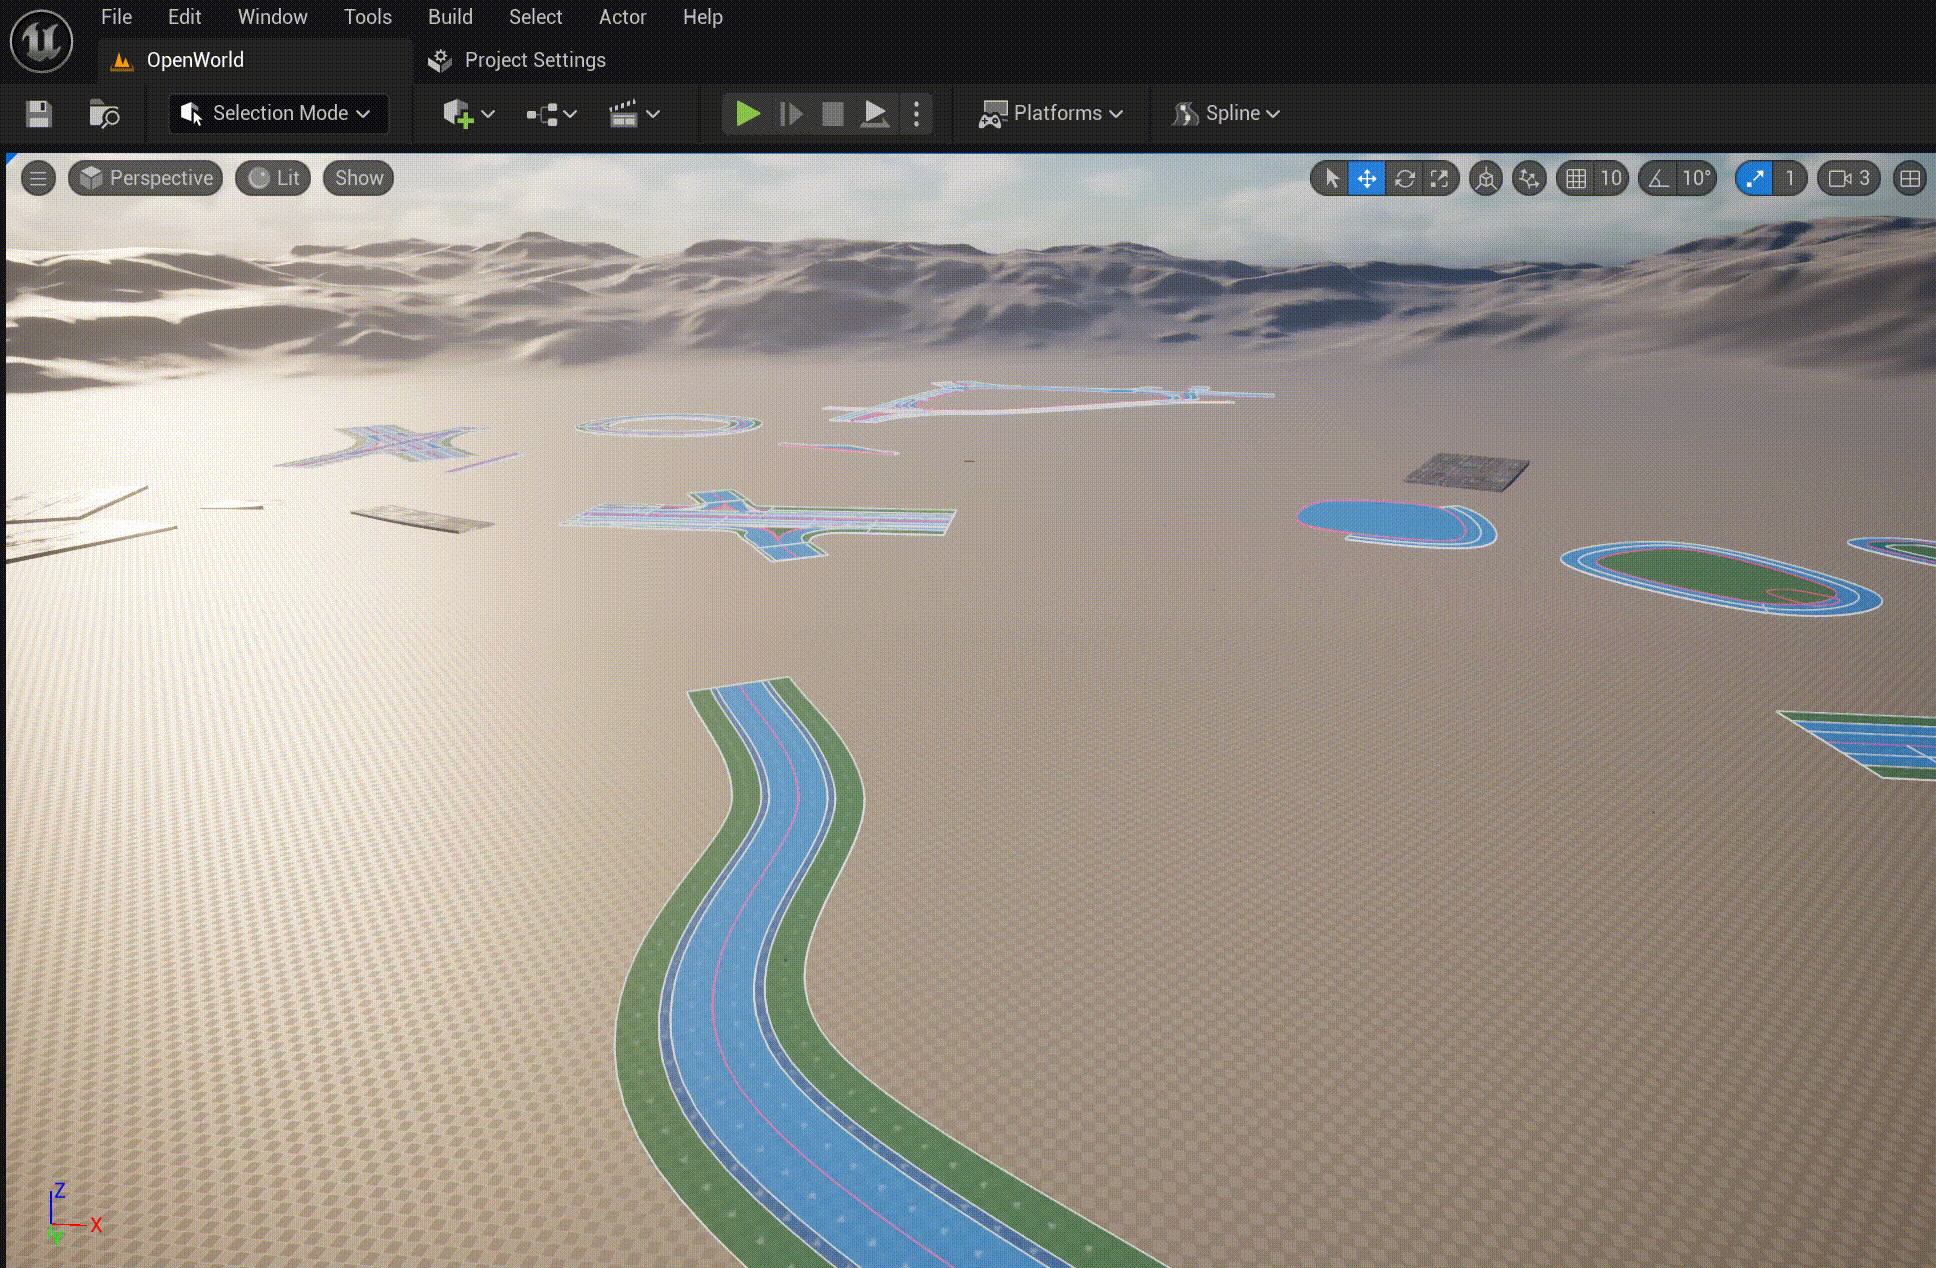 File Edit Window Tools Build Select Actor Help
OpenWorld Project Settings
Selection Mode Platforms Spline
Perspective Lit Show 10 10° 1 3
Z
X
Y